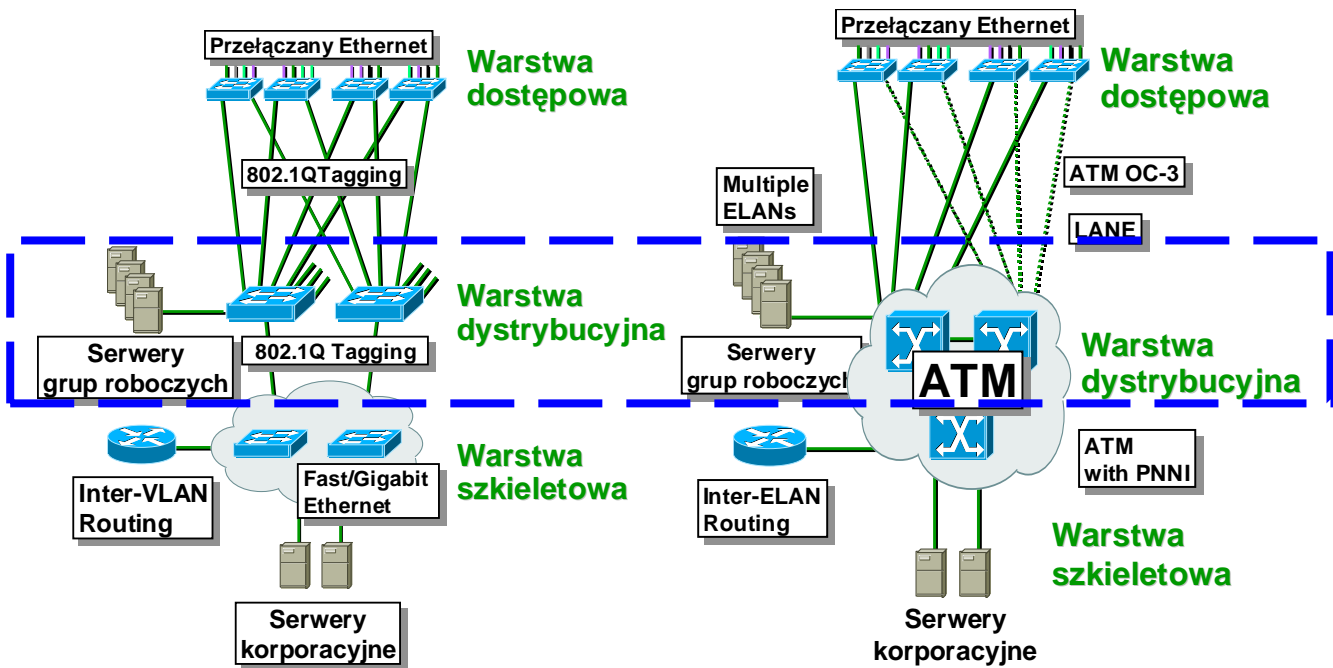 Przełączany Ethernet
Warstwa
dostępowa
802.1QTagging
Warstwa
dystrybucyjna
Serwery
grup roboczych
802.1Q Tagging
Warstwa
szkieletowa
Inter-VLAN
Routing
Fast/Gigabit
Ethernet
Serwery
korporacyjne
Przełączany Ethernet
Warstwa
dostępowa
Multiple
ELANs
ATM OC-3
LANE
Serwery
grup roboczych
ATM
Warstwa
dystrybucyjna
Inter-ELAN
Routing
ATM
with PNNI
Warstwa
szkieletowa
Serwery
korporacyjne